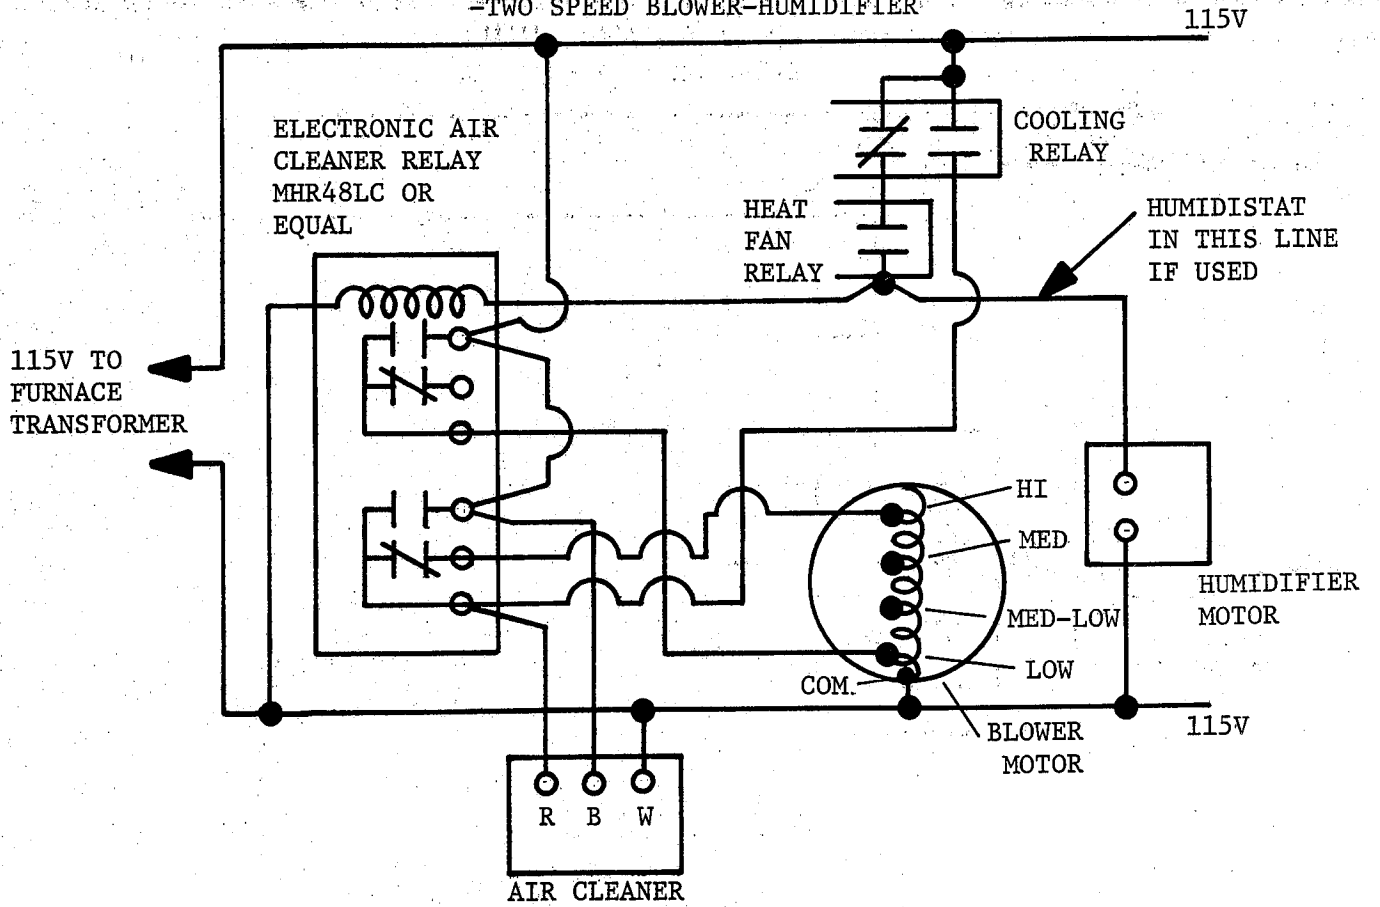 -TWO SPEED BLOWER-HUMIDIFIER
115V
ELECTRONIC AIR
CLEANER RELAY
MHR48LC OR
EQUAL
COOLING
RELAY
HEAT
FAN
RELAY
HUMIDISTAT
IN THIS LINE
IF USED
115V TO
FURNACE
TRANSFORMER
HI
MED
MED-LOW
LOW
COM.
HUMIDIFIER
MOTOR
BLOWER
MOTOR
115V
R B W
AIR CLEANER